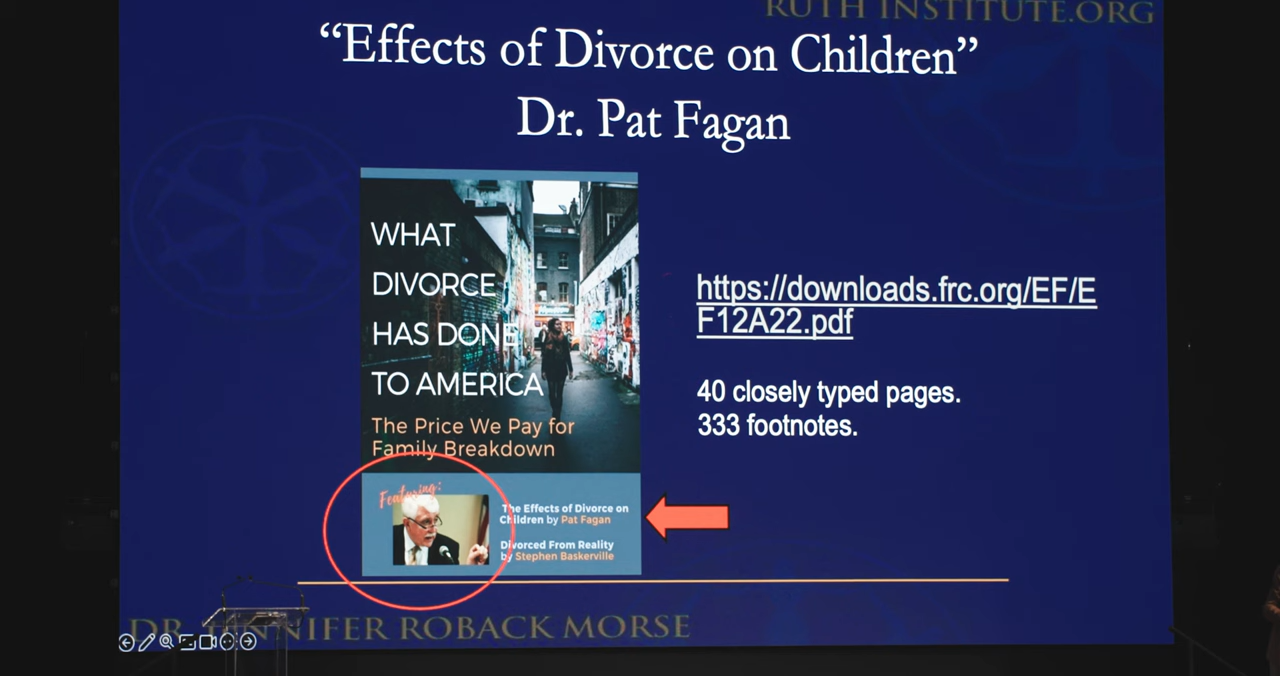 RUTH INSTITUTE.ORG
“Effects of Divorce on Children”
Dr. Pat Fagan
WHAT
DIVORCE
HAS DONE
TO AMERICA
The Price We Pay for
Family Breakdown
Featuring:
The Effects of Divorce on
Children by Pat Fagan
Divorced From Reality
by Stephen Baskerville
https://downloads.frc.org/EF/E
F12A22.pdf
40 closely typed pages.
333 footnotes.
DR. JENNIFER ROBACK MORSE